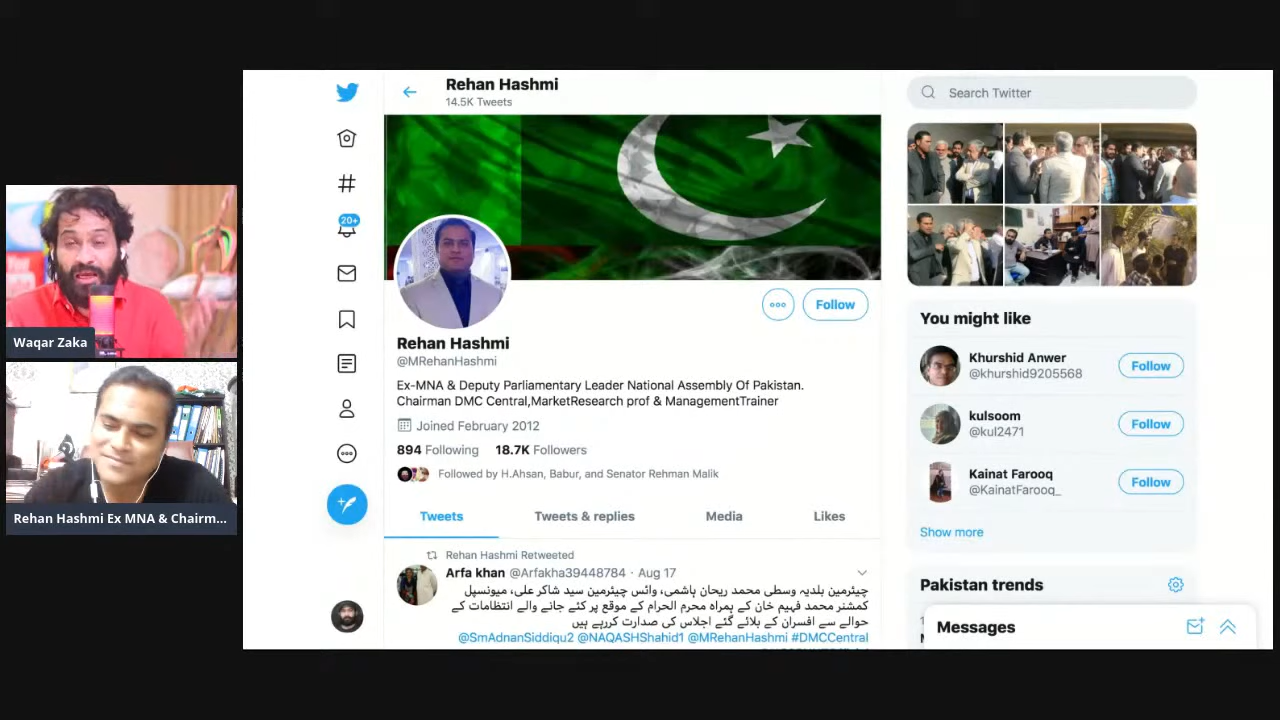 Rehan Hashmi
14.5K Tweets
Search Twitter
20+
Follow
Rehan Hashmi
@MRehanHashmi
Ex-MNA & Deputy Parliamentary Leader National Assembly Of Pakistan.
Chairman DMC Central,MarketResearch prof & ManagementTrainer
Joined February 2012
894 Following 18.7K Followers
Followed by H.Ahsan, Babur, and Senator Rehman Malik
Tweets Tweets & replies Media Likes
Rehan Hashmi Retweeted
Arfa khan @Arfakha39448784 · Aug 17
چیئرمین بلدیہ وسطی محمد ریحان ہاشمی، وائس چیئرمین سید شاکر علی، میونسپل
کمشنر محمد فہیم خان کے ہمراہ محرم الحرام کے موقع پر کئے جانے والے انتظامات کے
حوالے سے افسران کے بلائے گئے اجلاس کی صدارت کررہے ہیں
@SmAdnanSiddiqu2 @NAQASHShahid1 @MRehanHashmi #DMCCentral
You might like
Khurshid Anwer
@khurshid9205568
Follow
kulsoom
@kul2471
Follow
Kainat Farooq
@KainatFarooq_
Follow
Show more
Pakistan trends
Messages
Waqar Zaka
Rehan Hashmi Ex MNA & Chairm...